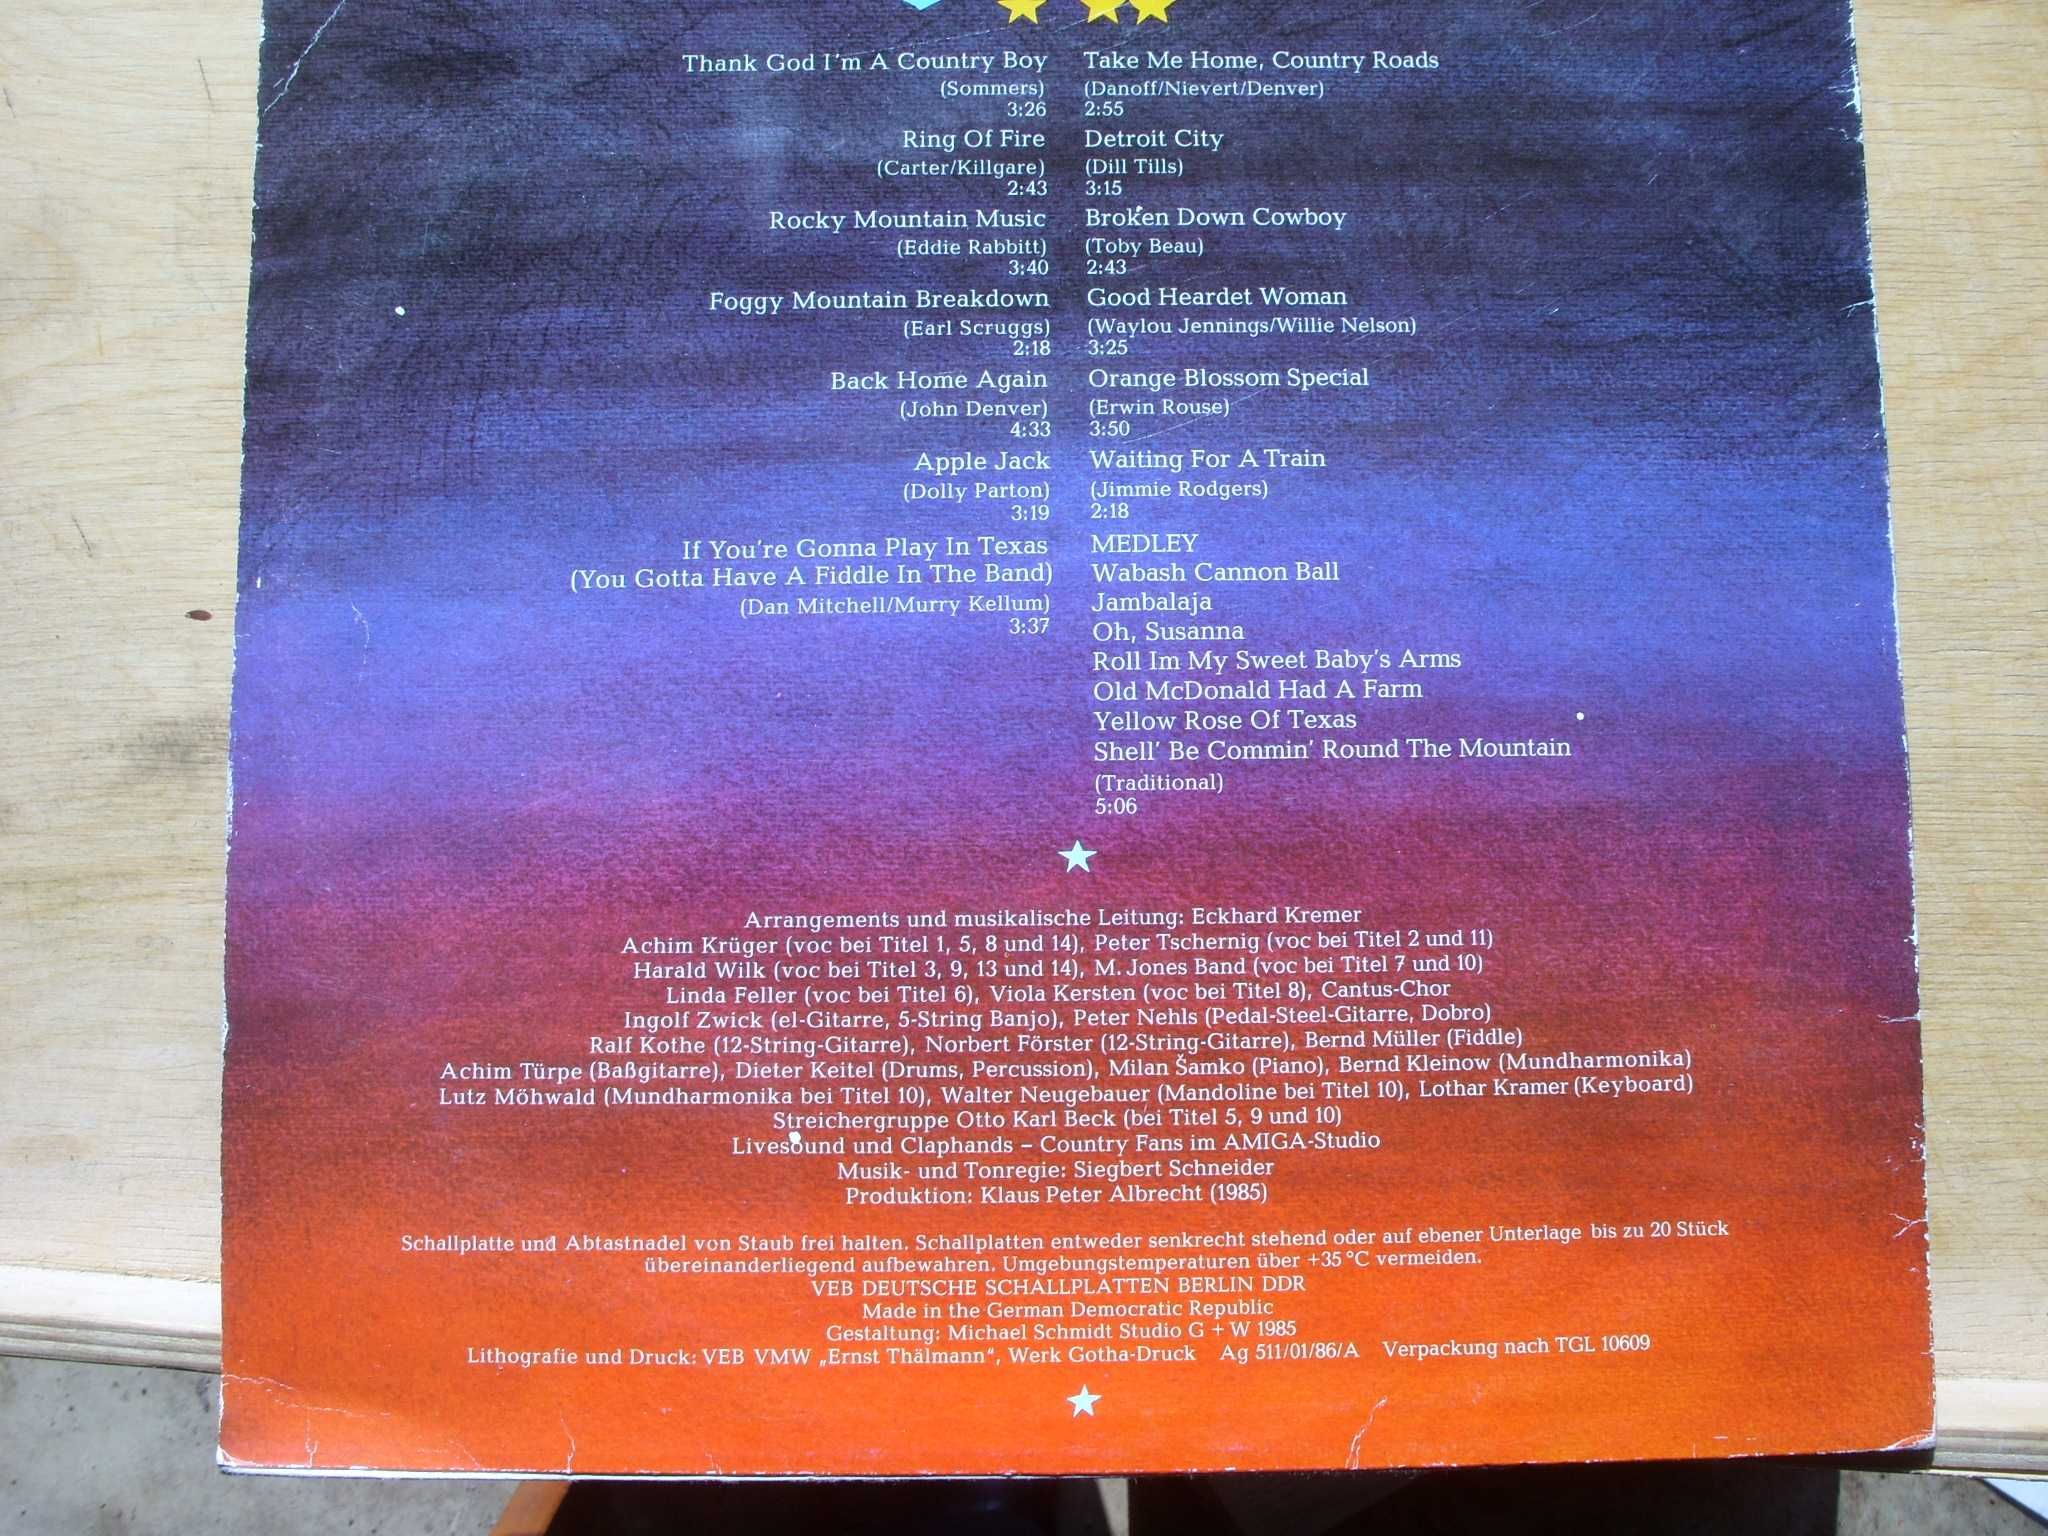 Thank God I'm A Country Boy
(Sommers)
3:26
Ring Of Fire
(Carter/Killgare)
2:43
Rocky Mountain Music
(Eddie Rabbitt)
3:40
Foggy Mountain Breakdown
(Earl Scruggs)
2:18
Back Home Again
(John Denver)
4:33
Apple Jack
(Dolly Parton)
3:19
If You're Gonna Play In Texas
(You Gotta Have A Fiddle In The Band)
(Dan Mitchell/Murry Kellum)
3:37
Take Me Home, Country Roads
(Danoff/Nievert/Denver)
2:55
Detroit City
(Dill Tills)
3:15
Broken Down Cowboy
(Toby Beau)
2:43
Good Heardet Woman
(Waylou Jennings/Willie Nelson)
3:25
Orange Blossom Special
(Erwin Rouse)
3:50
Waiting For A Train
(Jimmie Rodgers)
2:18
MEDLEY
Wabash Cannon Ball
Jambalaja
Oh, Susanna
Roll Im My Sweet Baby's Arms
Old McDonald Had A Farm
Yellow Rose Of Texas
Shell' Be Commin' Round The Mountain
(Traditional)
5:06
Arrangements und musikalische Leitung: Eckhard Kremer
Achim Krüger (voc bei Titel 1, 5, 8 und 14), Peter Tschernig (voc bei Titel 2 und 11)
Harald Wilk (voc bei Titel 3, 9, 13 und 14), M. Jones Band (voc bei Titel 7 und 10)
Linda Feller (voc bei Titel 6), Viola Kersten (voc bei Titel 8), Cantus-Chor
Ingolf Zwick (el-Gitarre, 5-String Banjo), Peter Nehls (Pedal-Steel-Gitarre, Dobro)
Ralf Kothe (12-String-Gitarre), Norbert Förster (12-String-Gitarre), Bernd Müller (Fiddle)
Achim Türpe (Baßgitarre), Dieter Keitel (Drums, Percussion), Milan Šamko (Piano), Bernd Kleinow (Mundharmonika)
Lutz Möhwald (Mundharmonika bei Titel 10), Walter Neugebauer (Mandoline bei Titel 10), Lothar Kramer (Keyboard)
Streichergruppe Otto Karl Beck (bei Titel 5, 9 und 10)
Livesound und Claphands – Country Fans im AMIGA-Studio
Musik- und Tonregie: Siegbert Schneider
Produktion: Klaus Peter Albrecht (1985)
Schallplatte und Abtastnadel von Staub frei halten. Schallplatten entweder senkrecht stehend oder auf ebener Unterlage bis zu 20 Stück
übereinanderliegend aufbewahren. Umgebungstemperaturen über +35 °C vermeiden.
VEB DEUTSCHE SCHALLPLATTEN BERLIN DDR
Made in the German Democratic Republic
Gestaltung: Michael Schmidt Studio G + W 1985
Lithografie und Druck: VEB VMW „Ernst Thälmann“, Werk Gotha-Druck Ag 511/01/86/A Verpackung nach TGL 10609